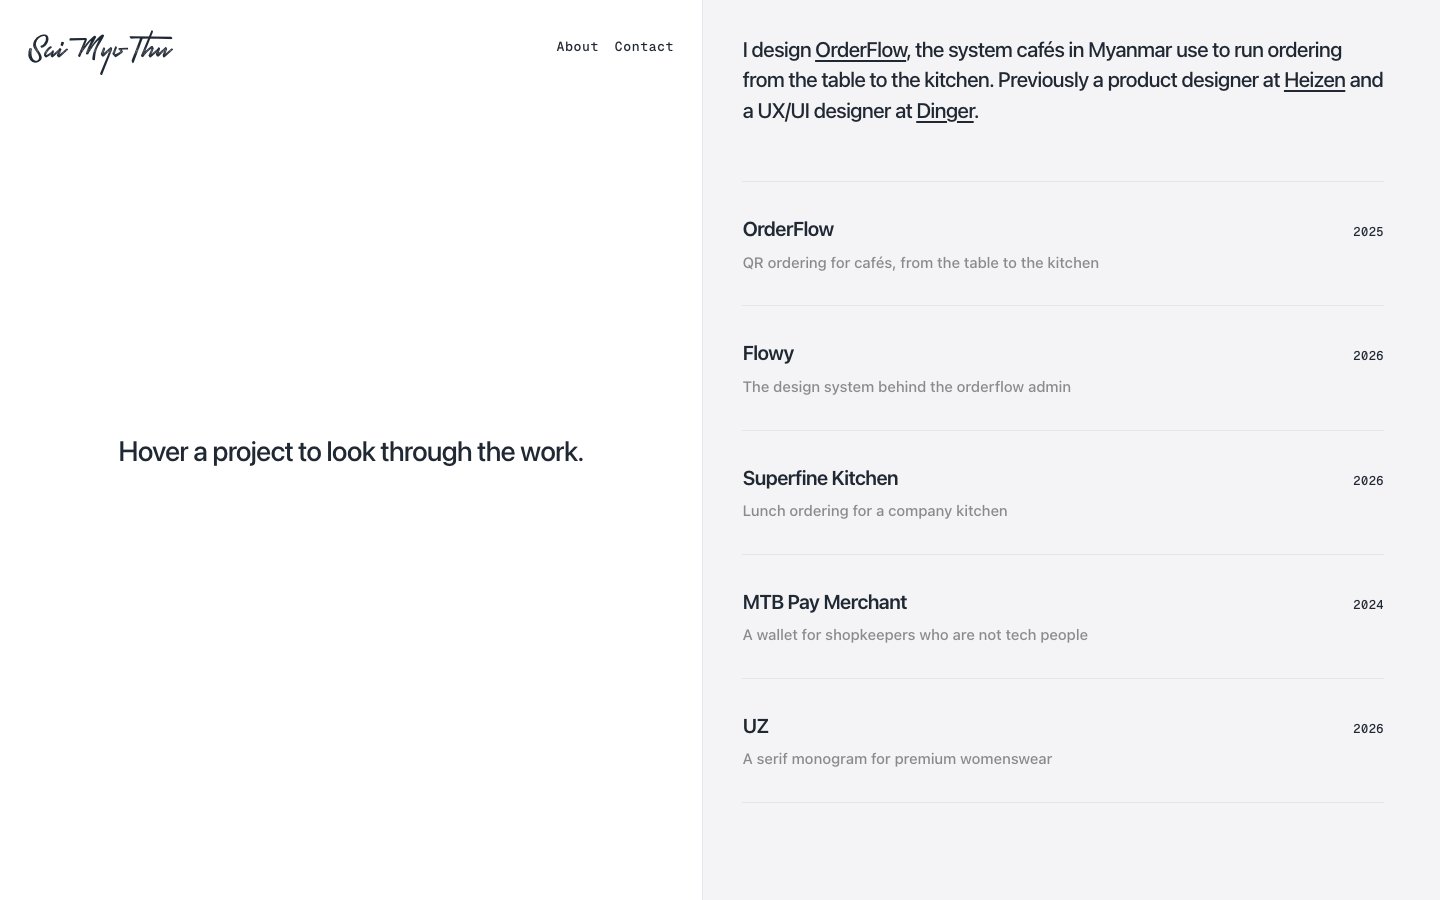 Sai Myo Thu
About Contact
Hover a project to look through the work.
I design OrderFlow, the system cafés in Myanmar use to run ordering
from the table to the kitchen. Previously a product designer at Heizen and
a UX/UI designer at Dinger.
OrderFlow 2025
QR ordering for cafés, from the table to the kitchen
Flowy 2026
The design system behind the orderflow admin
Superfine Kitchen 2026
Lunch ordering for a company kitchen
MTB Pay Merchant 2024
A wallet for shopkeepers who are not tech people
UZ 2026
A serif monogram for premium womenswear